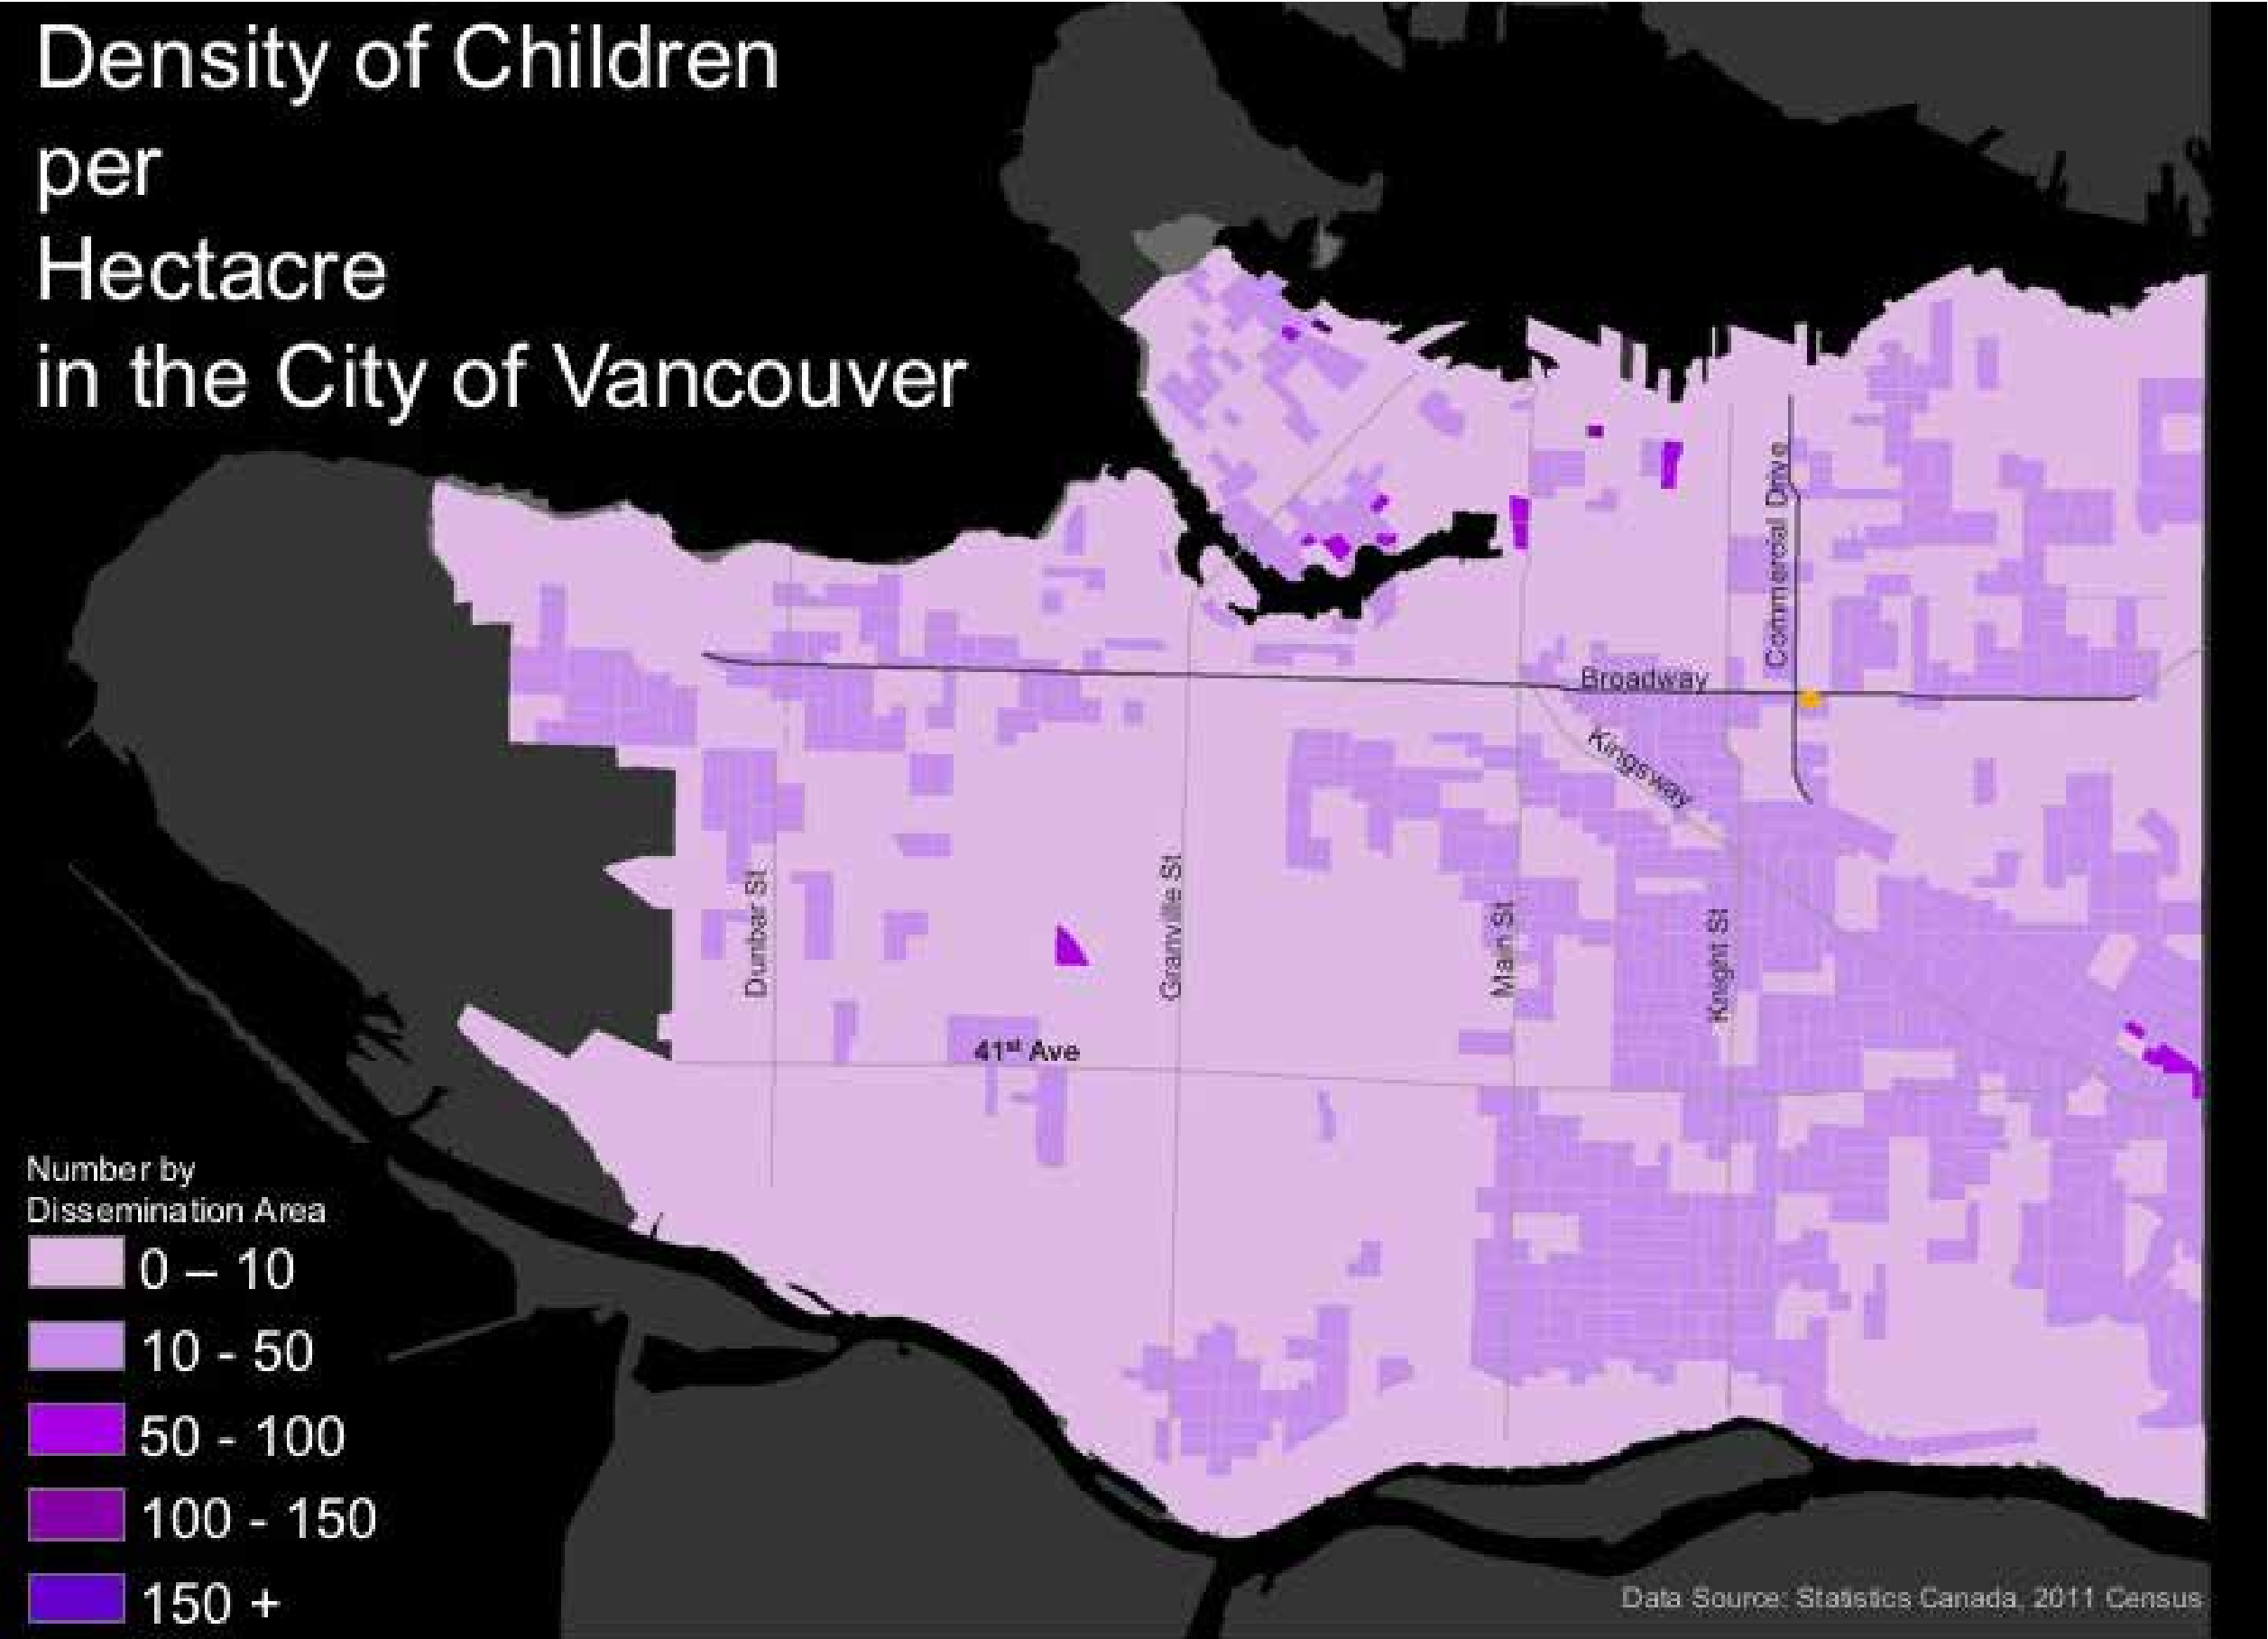 Density of Children
per
Hectacre
in the City of Vancouver
Commercial Drive
Broadway
Kingsway
Dunbar St
Granville St
Main St
Knight St
41st Ave
Number by
Dissemination Area
0 – 10
10 - 50
50 - 100
100 - 150
150 +
Data Source: Statistics Canada, 2011 Census